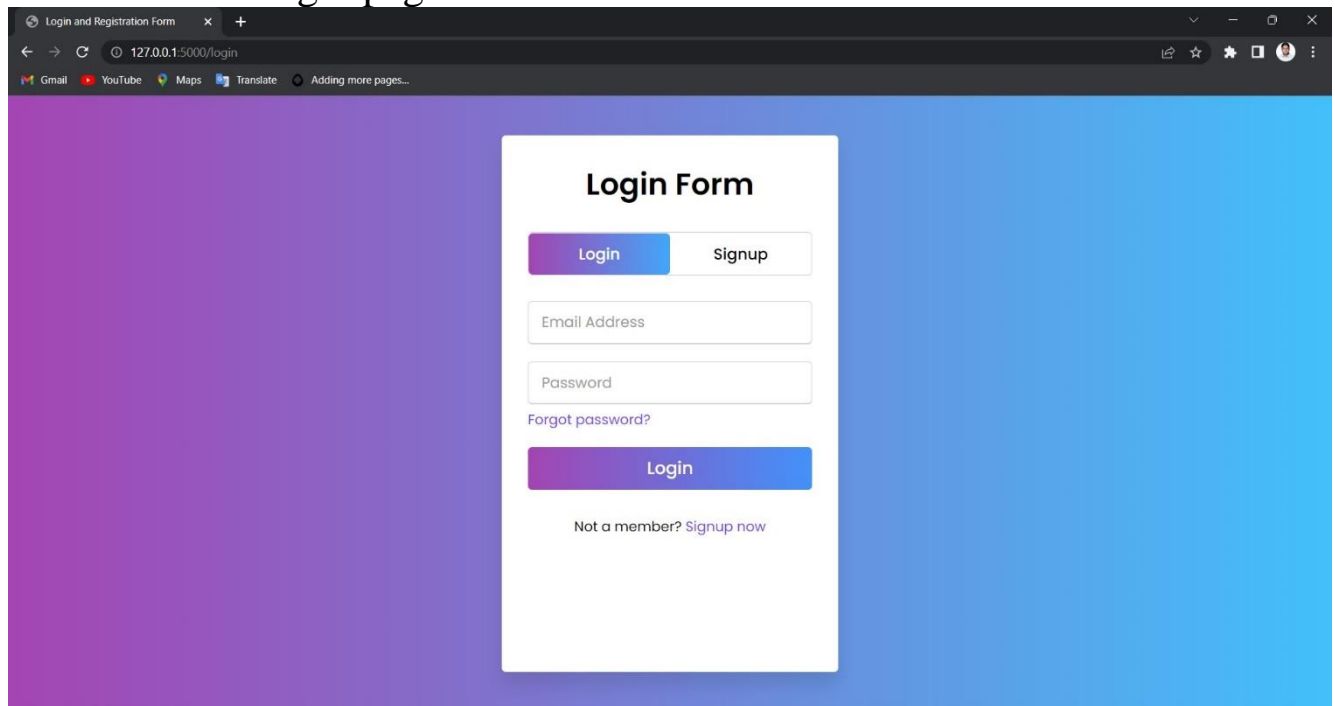 Login and Registration Form
127.0.0.1:5000/login
Gmail YouTube Maps Translate Adding more pages...
Login Form
Login Signup
Email Address
Password
Forgot password?
Login
Not a member? Signup now